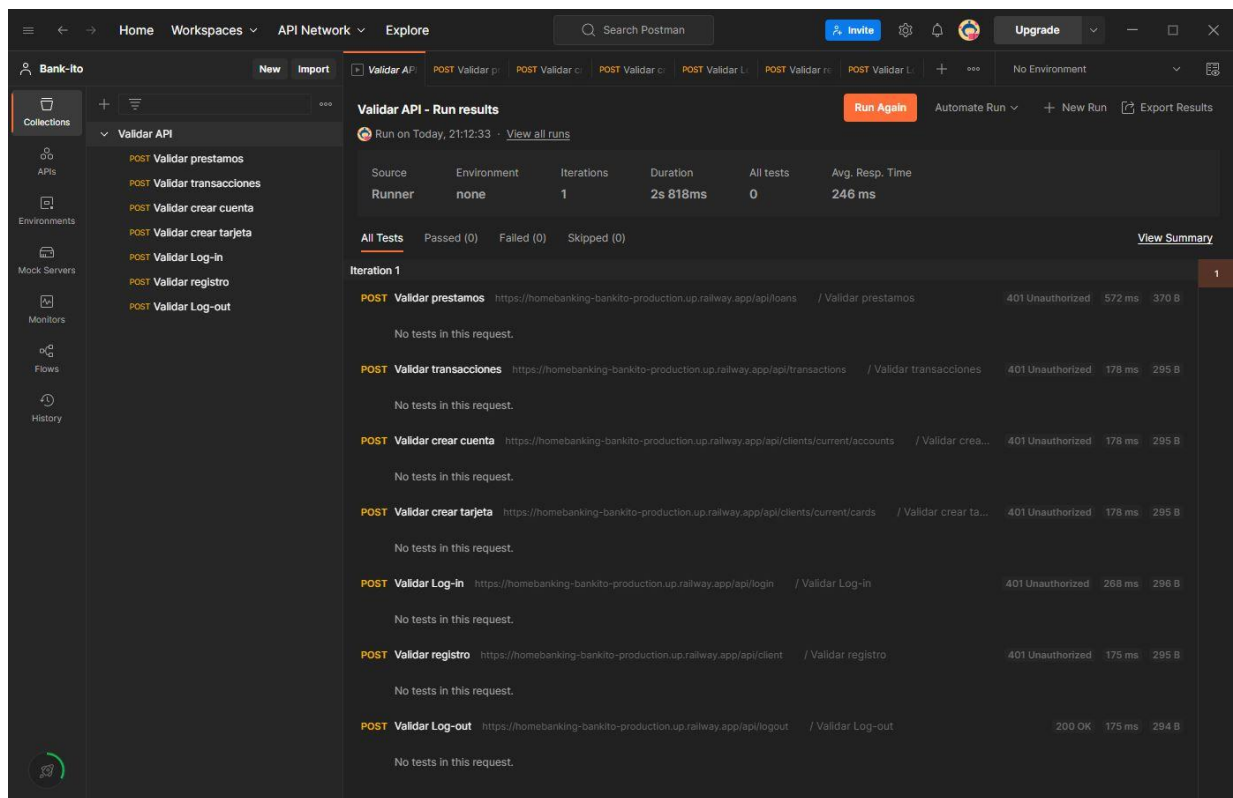 Home Workspaces API Network Explore Search Postman Invite Upgrade
Bank-ito New Import Validar AP POST Validar p POST Validar c POST Validar c POST Validar L POST Validar re POST Validar L No Environment
Collections
APIs
Environments
Mock Servers
Monitors
Flows
History
Validar API
POST Validar prestamos
POST Validar transacciones
POST Validar crear cuenta
POST Validar crear tarjeta
POST Validar Log-in
POST Validar registro
POST Validar Log-out
Validar API - Run results Run Again Automate Run New Run Export Results
Run on Today, 21:12:33 · View all runs
Source Environment Iterations Duration All tests Avg. Resp. Time
Runner none 1 2s 818ms 0 246 ms
All Tests Passed (0) Failed (0) Skipped (0) View Summary
Iteration 1 1
POST Validar prestamos https://homebanking-bankito-production.up.railway.app/api/loans / Validar prestamos 401 Unauthorized 572 ms 370 B
No tests in this request.
POST Validar transacciones https://homebanking-bankito-production.up.railway.app/api/transactions / Validar transacciones 401 Unauthorized 178 ms 295 B
No tests in this request.
POST Validar crear cuenta https://homebanking-bankito-production.up.railway.app/api/clients/current/accounts / Validar crea... 401 Unauthorized 178 ms 295 B
No tests in this request.
POST Validar crear tarjeta https://homebanking-bankito-production.up.railway.app/api/clients/current/cards / Validar crear ta... 401 Unauthorized 178 ms 295 B
No tests in this request.
POST Validar Log-in https://homebanking-bankito-production.up.railway.app/api/login / Validar Log-in 401 Unauthorized 268 ms 296 B
No tests in this request.
POST Validar registro https://homebanking-bankito-production.up.railway.app/api/client / Validar registro 401 Unauthorized 175 ms 295 B
No tests in this request.
POST Validar Log-out https://homebanking-bankito-production.up.railway.app/api/logout / Validar Log-out 200 OK 175 ms 294 B
No tests in this request.